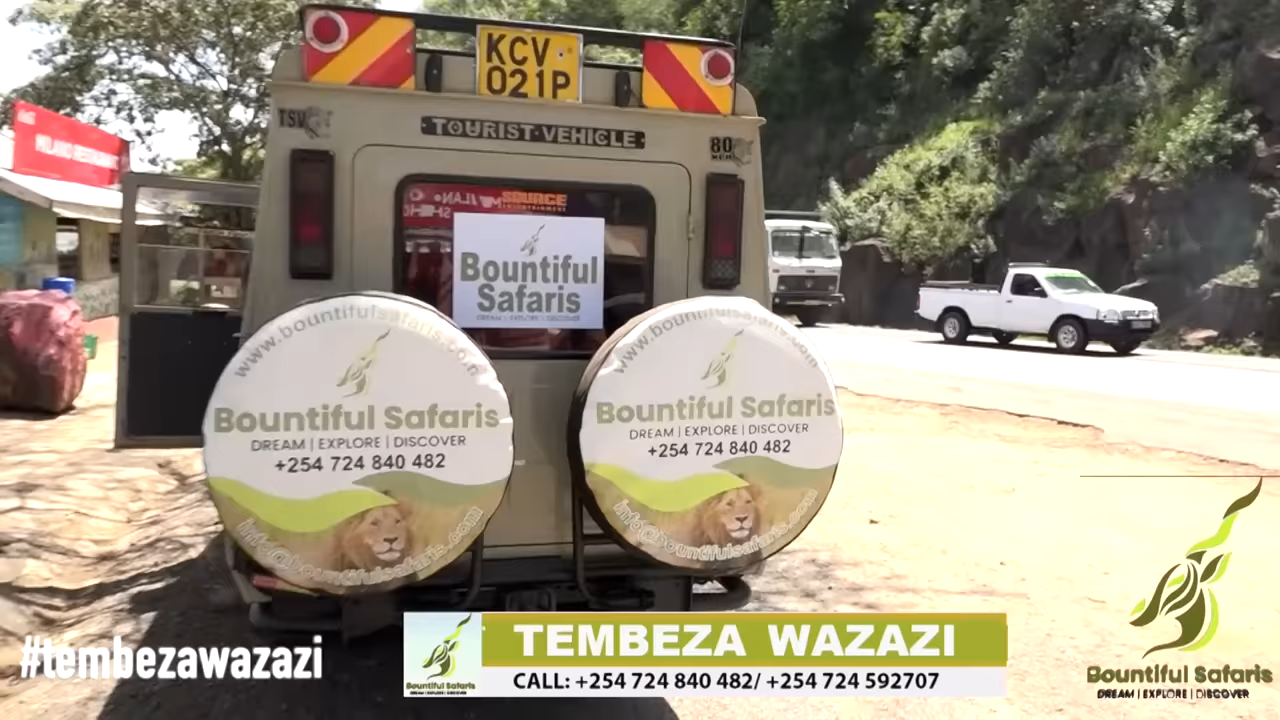 KCV
021P
TSV
TOURIST·VEHICLE
80
KPH
SOURCE
ENTERTAINMENT
Bountiful
Safaris
DREAM | EXPLORE | DISCOVER
www.bountifulsafaris.com
Bountiful Safaris
DREAM | EXPLORE | DISCOVER
+254 724 840 482
info@bountifulsafaris.com
www.bountifulsafaris.com
Bountiful Safaris
DREAM | EXPLORE | DISCOVER
+254 724 840 482
info@bountifulsafaris.com
#tembezawazazi
Bountiful Safaris
DREAM | EXPLORE | DISCOVER
TEMBEZA WAZAZI
CALL: +254 724 840 482/ +254 724 592707
Bountiful Safaris
DREAM | EXPLORE | DISCOVER